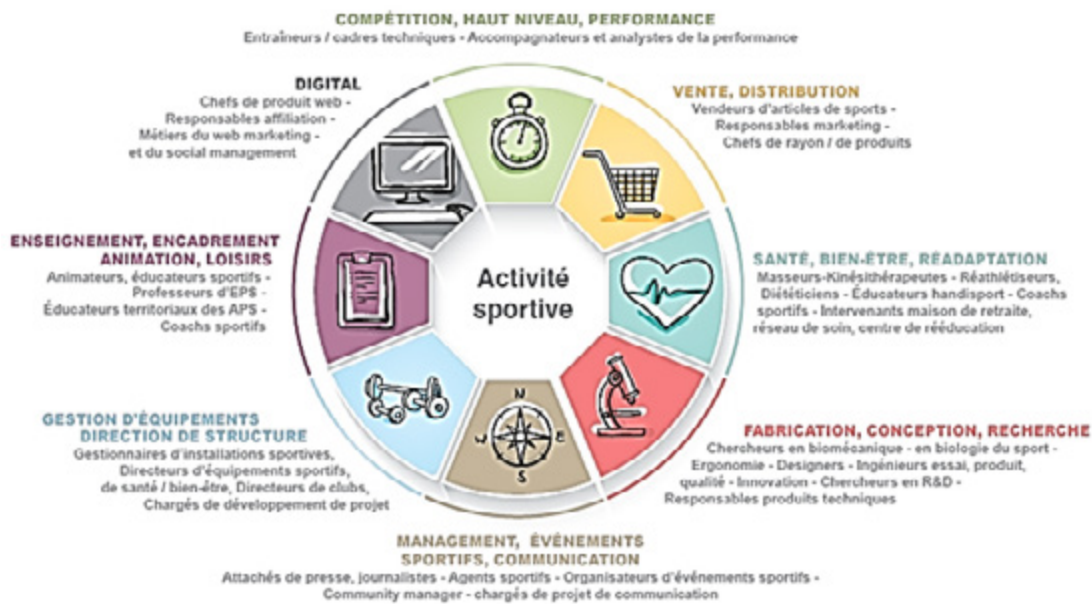 COMPÉTITION, HAUT NIVEAU, PERFORMANCE
Entraîneurs / cadres techniques - Accompagnateurs et analystes de la performance
DIGITAL
Chefs de produit web -
Responsables affiliation -
Métiers du web marketing -
et du social management
VENTE, DISTRIBUTION
Vendeurs d'articles de sports -
Responsables marketing -
Chefs de rayon / de produits
ENSEIGNEMENT, ENCADREMENT
ANIMATION, LOISIRS
Animateurs, éducateurs sportifs -
Professeurs d'EPS -
Éducateurs territoriaux des APS -
Coachs sportifs
Activité
sportive
SANTÉ, BIEN-ÊTRE, RÉADAPTATION
Masseurs-Kinésithérapeutes - Réathlétiseurs,
Diététiciens - Éducateurs handisport - Coachs
sportifs - Intervenants maison de retraite,
réseau de soin, centre de rééducation
GESTION D'ÉQUIPEMENTS
DIRECTION DE STRUCTURE
Gestionnaires d'installations sportives,
Directeurs d'équipements sportifs,
de santé / bien-être, Directeurs de clubs,
Chargés de développement de projet
N
W
E
S
FABRICATION, CONCEPTION, RECHERCHE
Chercheurs en biomécanique - en biologie du sport -
Ergonomie - Designers - Ingénieurs essai, produit,
qualité - Innovation - Chercheurs en R&D -
Responsables produits techniques
MANAGEMENT, ÉVÉNEMENTS
SPORTIFS, COMMUNICATION
Attachés de presse, journalistes - Agents sportifs - Organisateurs d'événements sportifs -
Community manager - chargés de projet de communication